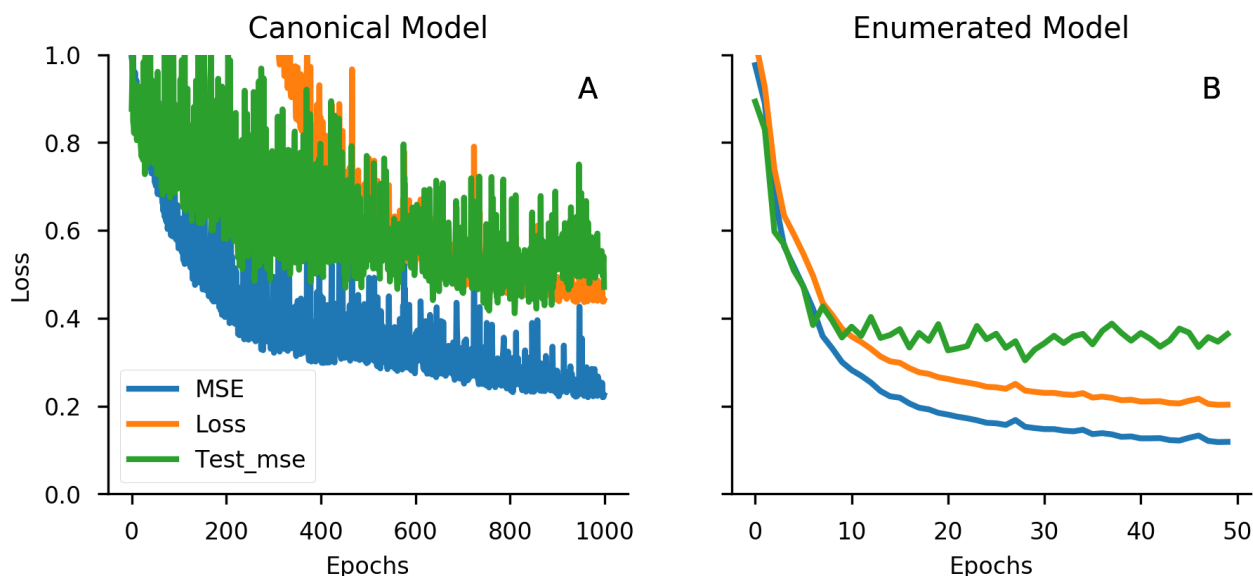 Canonical Model
Enumerated Model
A
B
1.0
0.8
0.6
0.4
0.2
0.0
Loss
MSE
Loss
Test_mse
0 200 400 600 800 1000
Epochs
0 10 20 30 40 50
Epochs